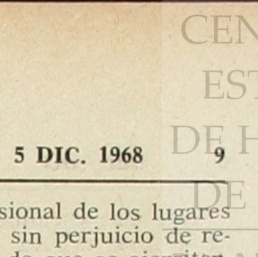 CEN
EST
DE H
5 DIC. 1968 9
DE
sional de los lugares
sin perjuicio de re-